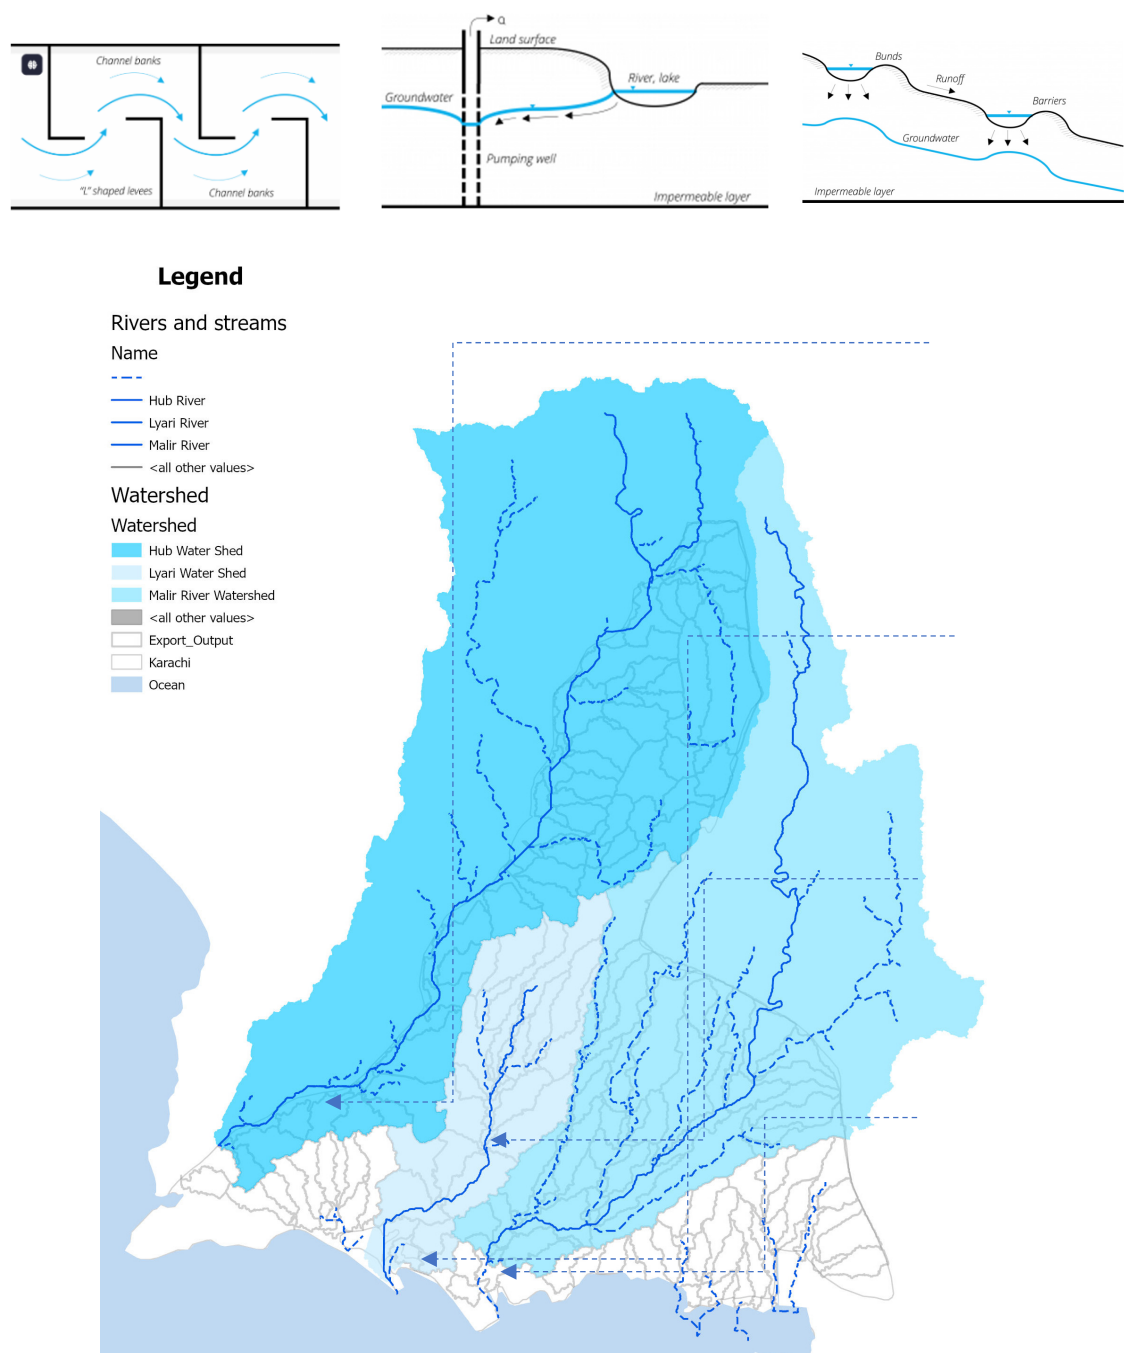 Channel banks
"L" shaped levees
Channel banks
Q
Land surface
River, lake
Groundwater
Pumping well
Impermeable layer
Bunds
Runoff
Barriers
Groundwater
Impermeable layer
Legend
Rivers and streams
Name
Hub River
Lyari River
Malir River
<all other values>
Watershed
Watershed
Hub Water Shed
Lyari Water Shed
Malir River Watershed
<all other values>
Export_Output
Karachi
Ocean